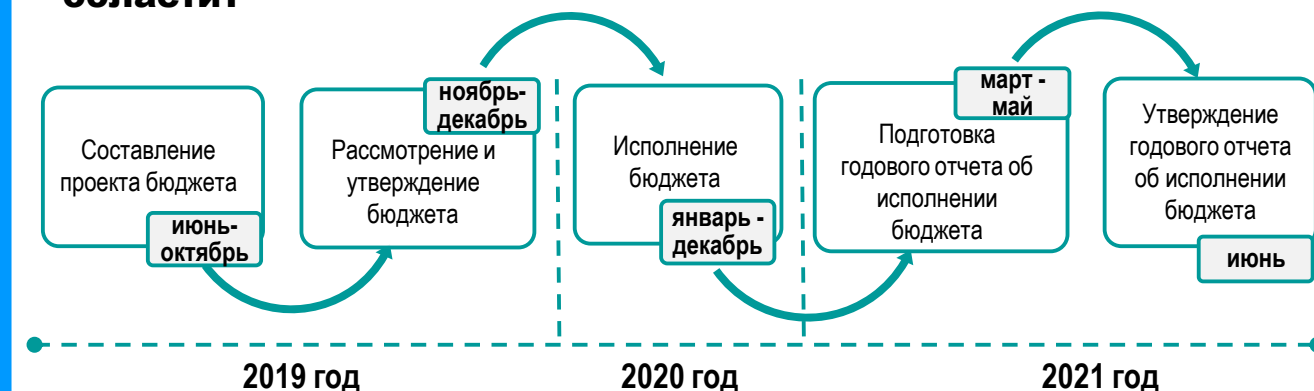 ноябрь-
декабрь
март -
май
Составление
проекта бюджета
июнь-
октябрь
Рассмотрение и
утверждение
бюджета
Исполнение
бюджета
январь -
декабрь
Подготовка
годового отчета об
исполнении
бюджета
Утверждение
годового отчета
об исполнении
бюджета
июнь
2019 год
2020 год
2021 год